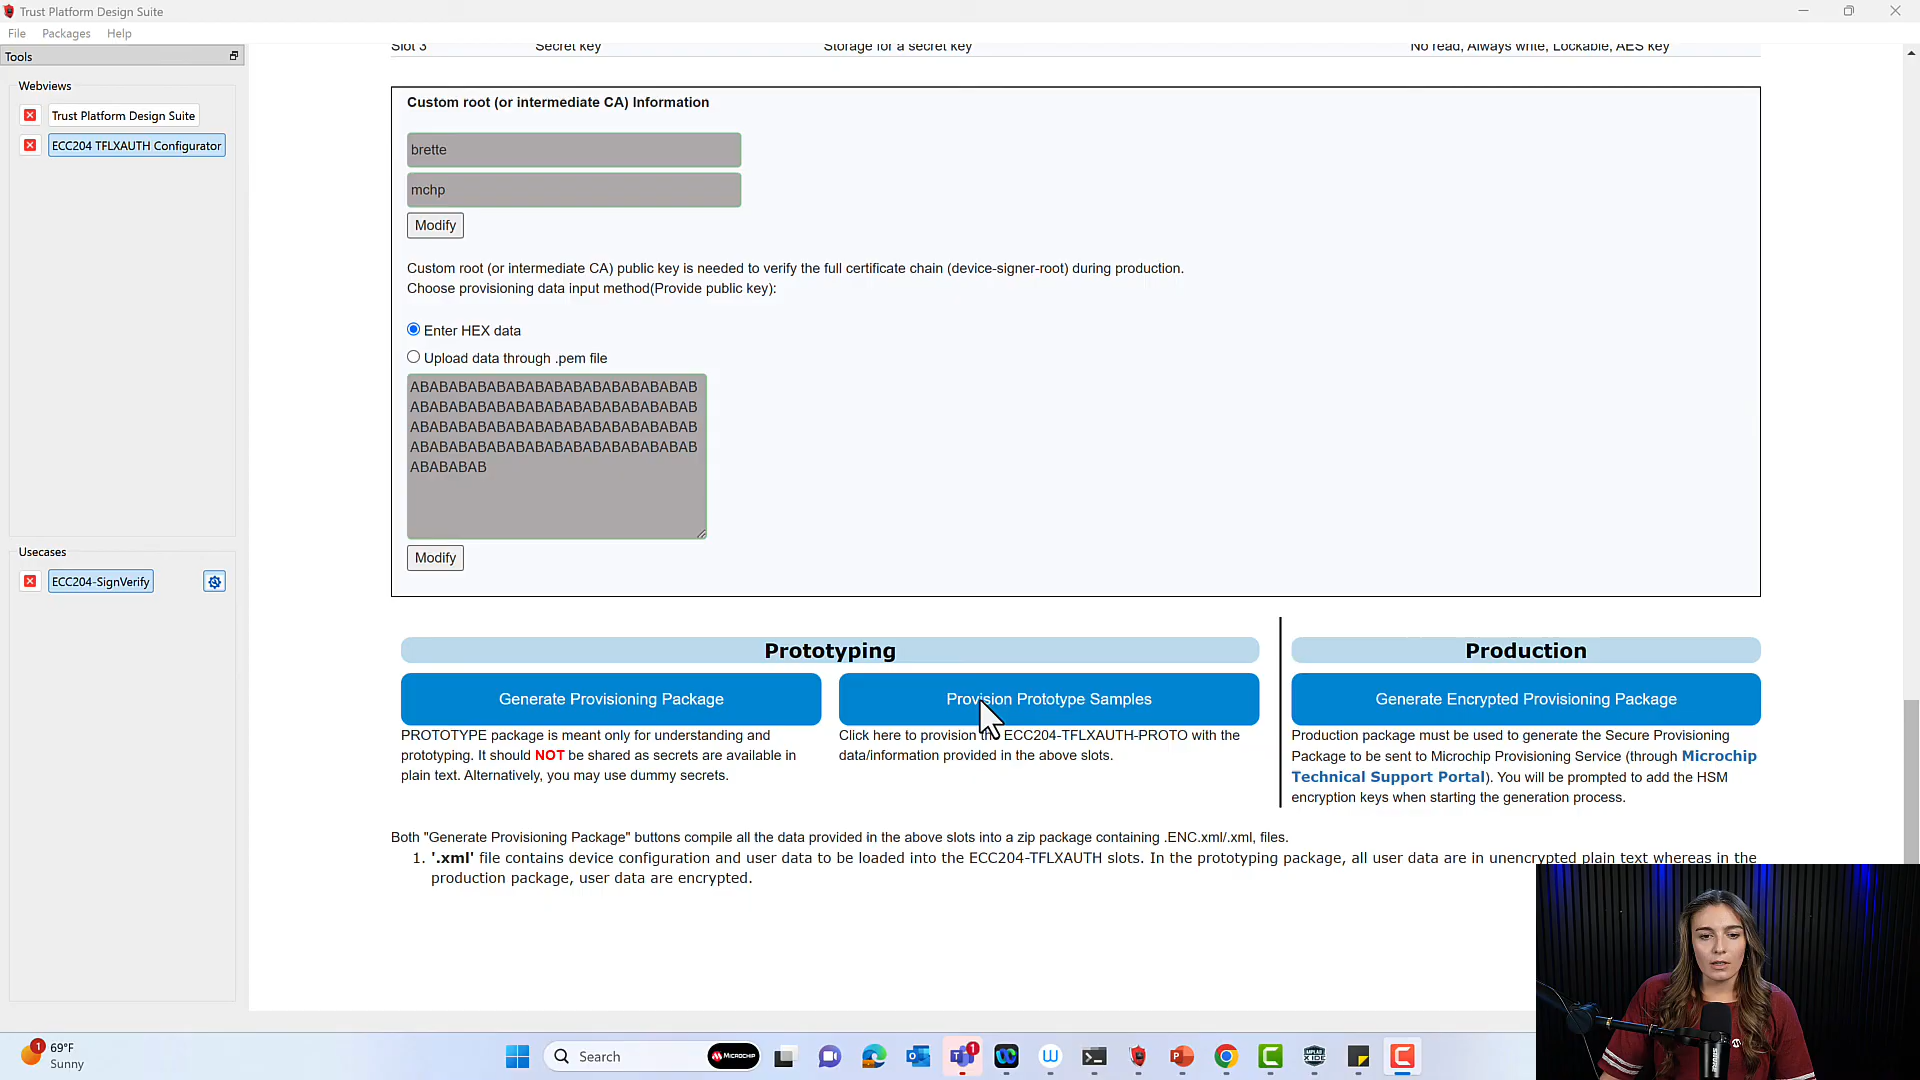 Trust Platform Design Suite
File Packages Help
Tools
Webviews
Trust Platform Design Suite
ECC204 TFLXAUTH Configurator
Usecases
ECC204-SignVerify
Slot 3 Secret key Storage for a secret key No read, Always write, Lockable, AES key
Custom root (or intermediate CA) Information
brette
mchp
Modify
Custom root (or intermediate CA) public key is needed to verify the full certificate chain (device-signer-root) during production.
Choose provisioning data input method(Provide public key):
Enter HEX data
Upload data through .pem file
ABABABABABABABABABABABABABABAB
ABABABABABABABABABABABABABABAB
ABABABABABABABABABABABABABABAB
ABABABABABABABABABABABABABABAB
ABABABAB
Modify
Prototyping
Generate Provisioning Package
PROTOTYPE package is meant only for understanding and
prototyping. It should NOT be shared as secrets are available in
plain text. Alternatively, you may use dummy secrets.
Provision Prototype Samples
Click here to provision ECC204-TFLXAUTH-PROTO with the
data/information provided in the above slots.
Production
Generate Encrypted Provisioning Package
Production package must be used to generate the Secure Provisioning
Package to be sent to Microchip Provisioning Service (through Microchip
Technical Support Portal). You will be prompted to add the HSM
encryption keys when starting the generation process.
Both "Generate Provisioning Package" buttons compile all the data provided in the above slots into a zip package containing .ENC.xml/.xml, files.
1. '.xml' file contains device configuration and user data to be loaded into the ECC204-TFLXAUTH slots. In the prototyping package, all user data are in unencrypted plain text whereas in the
production package, user data are encrypted.
1
69°F
Sunny
Search
MICROCHIP
1